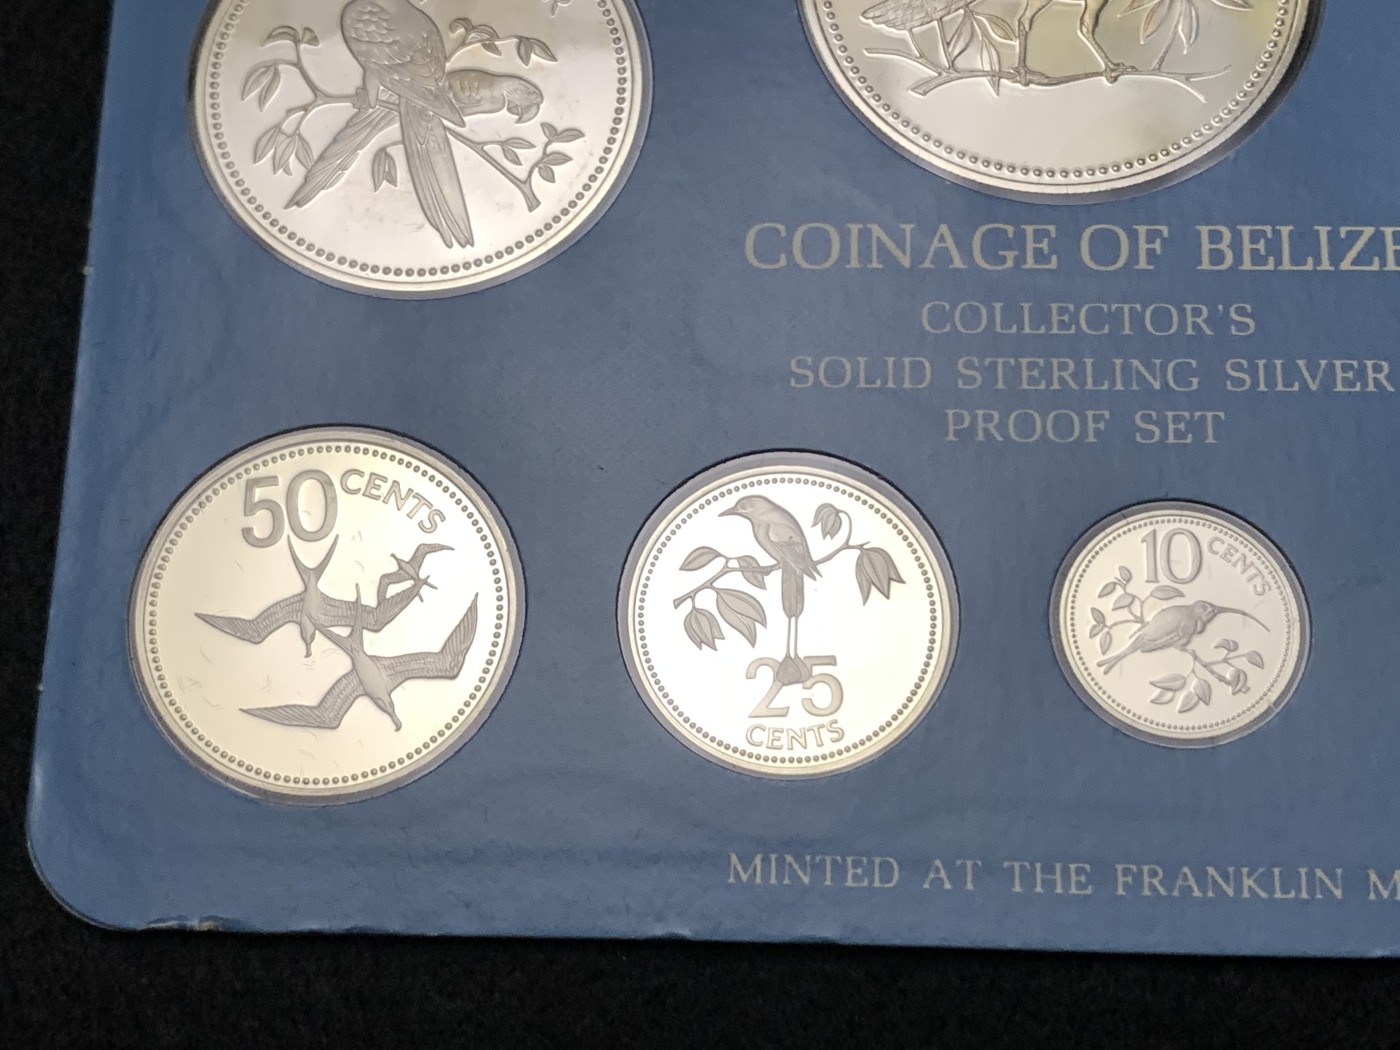 COINAGE OF BELIZE
COLLECTOR'S
SOLID STERLING SILVER
PROOF SET
50 CENTS
25
CENTS
10 CENTS
MINTED AT THE FRANKLIN M